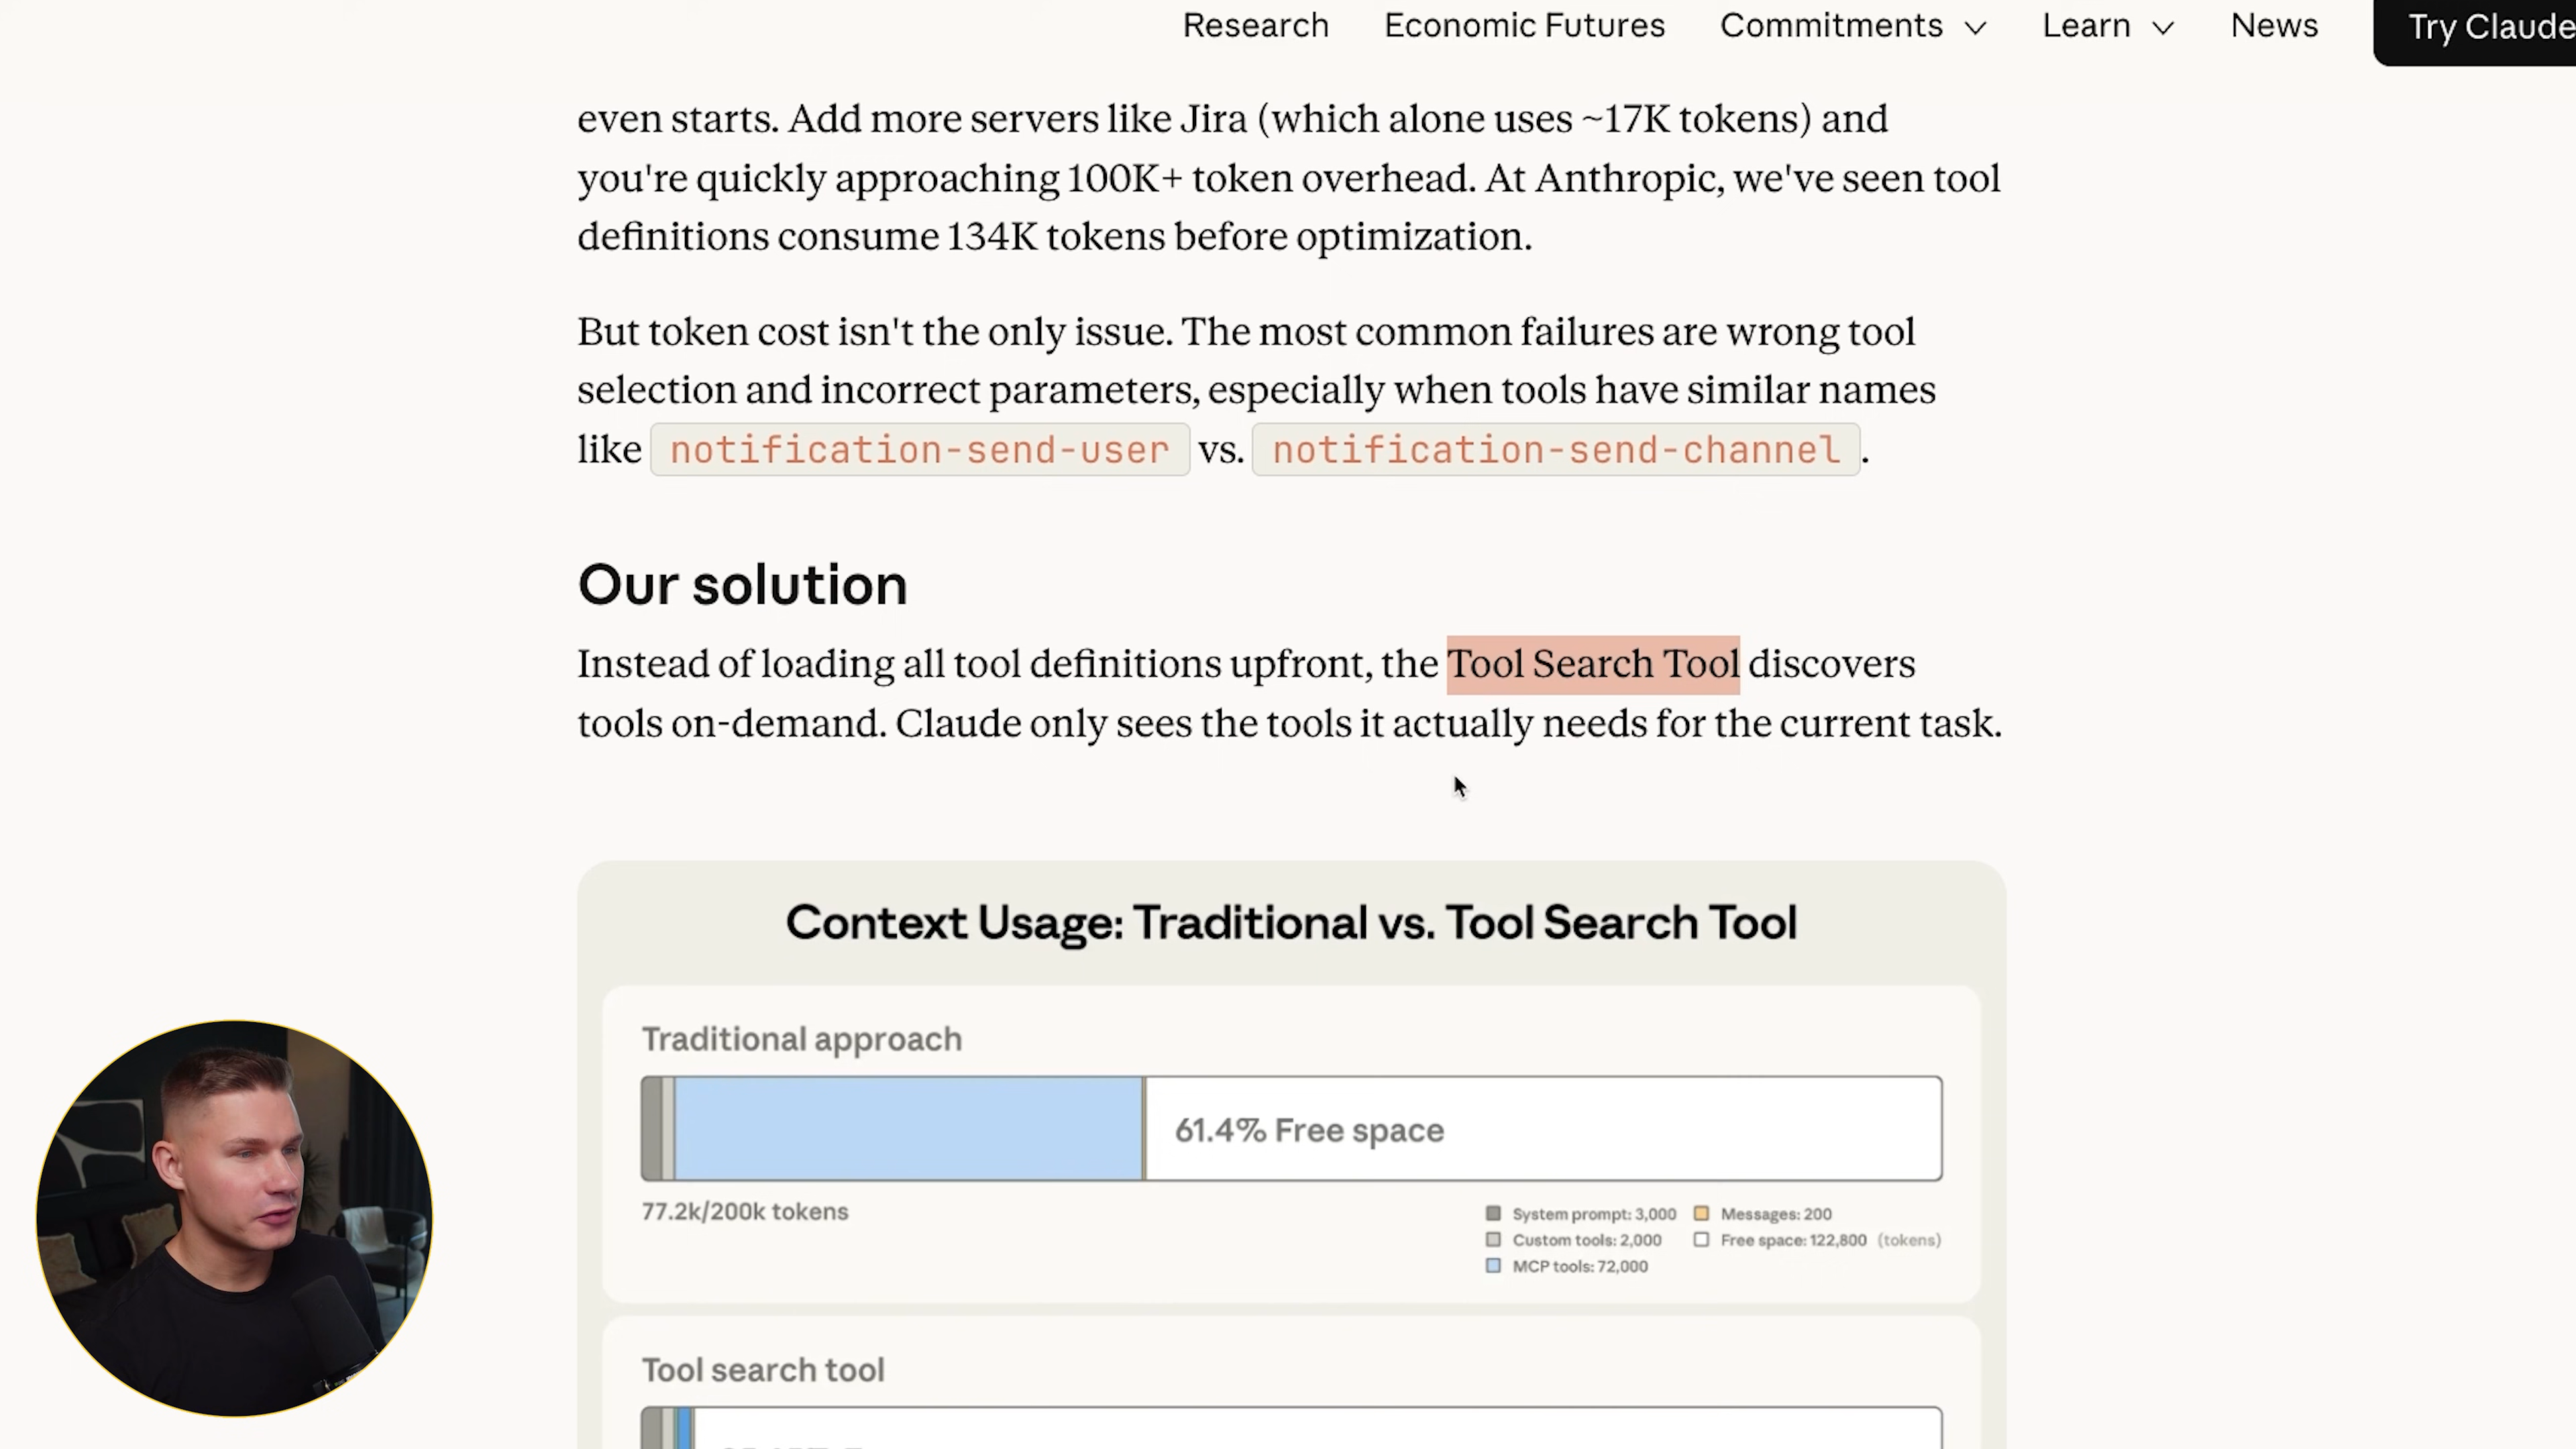 Research Economic Futures Commitments Learn News Try Claude
even starts. Add more servers like Jira (which alone uses ~17K tokens) and
you're quickly approaching 100K+ token overhead. At Anthropic, we've seen tool
definitions consume 134K tokens before optimization.
But token cost isn't the only issue. The most common failures are wrong tool
selection and incorrect parameters, especially when tools have similar names
like notification-send-user vs. notification-send-channel.
Our solution
Instead of loading all tool definitions upfront, the Tool Search Tool discovers
tools on-demand. Claude only sees the tools it actually needs for the current task.
Context Usage: Traditional vs. Tool Search Tool
Traditional approach
61.4% Free space
77.2k/200k tokens
System prompt: 3,000 Messages: 200
Custom tools: 2,000 Free space: 122,800 (tokens)
MCP tools: 72,000
Tool search tool